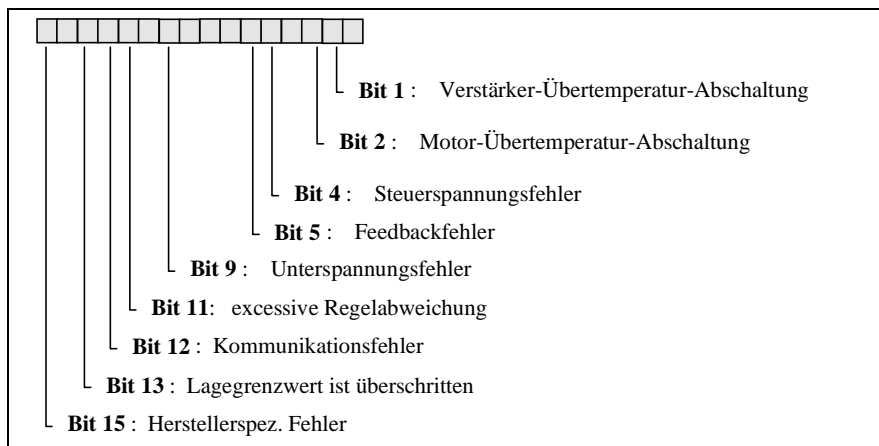 Bit 1 : Verstärker-Übertemperatur-Abschaltung
Bit 2 : Motor-Übertemperatur-Abschaltung
Bit 4 : Steuerspannungsfehler
Bit 5 : Feedbackfehler
Bit 9 : Unterspannungsfehler
Bit 11: excessive Regelabweichung
Bit 12 : Kommunikationsfehler
Bit 13 : Lagegrenzwert ist überschritten
Bit 15 : Herstellerspez. Fehler